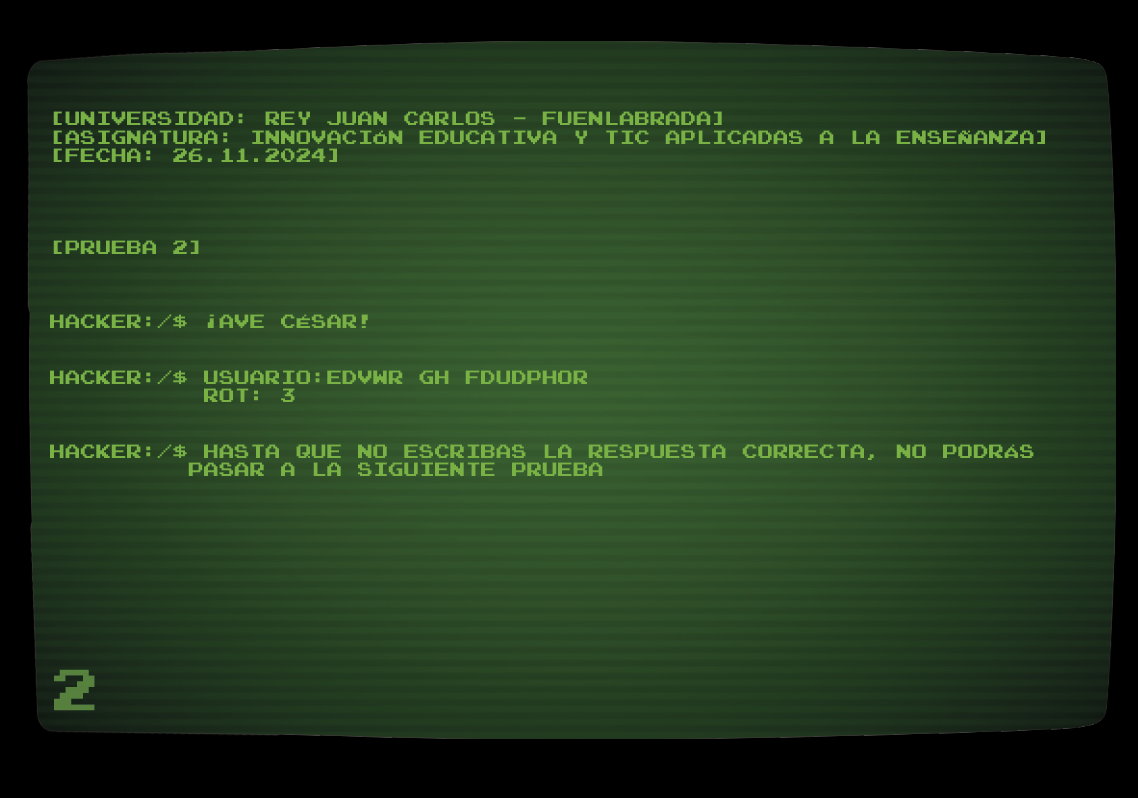 [UNIVERSIDAD: REY JUAN CARLOS - FUENLABRADA]
[ASIGNATURA: INNOVACIÓN EDUCATIVA Y TIC APLICADAS A LA ENSEÑANZA]
[FECHA: 26.11.2024]
[PRUEBA 2]
HACKER:/$ ¡AVE CÉSAR!
HACKER:/$ USUARIO:EDVWR GH FDUDPHOR
ROT: 3
HACKER:/$ HASTA QUE NO ESCRIBAS LA RESPUESTA CORRECTA, NO PODRÁS
PASAR A LA SIGUIENTE PRUEBA
2